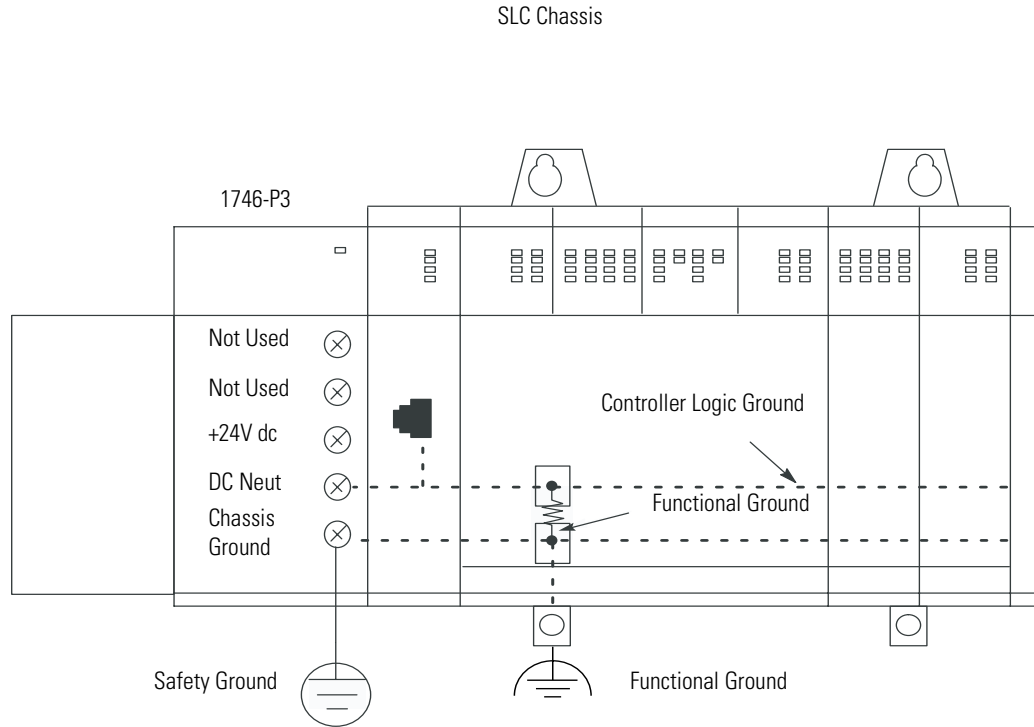 SLC Chassis
1746-P3
Not Used
Not Used
+24V dc
DC Neut
Chassis
Ground
Controller Logic Ground
Functional Ground
Safety Ground
Functional Ground